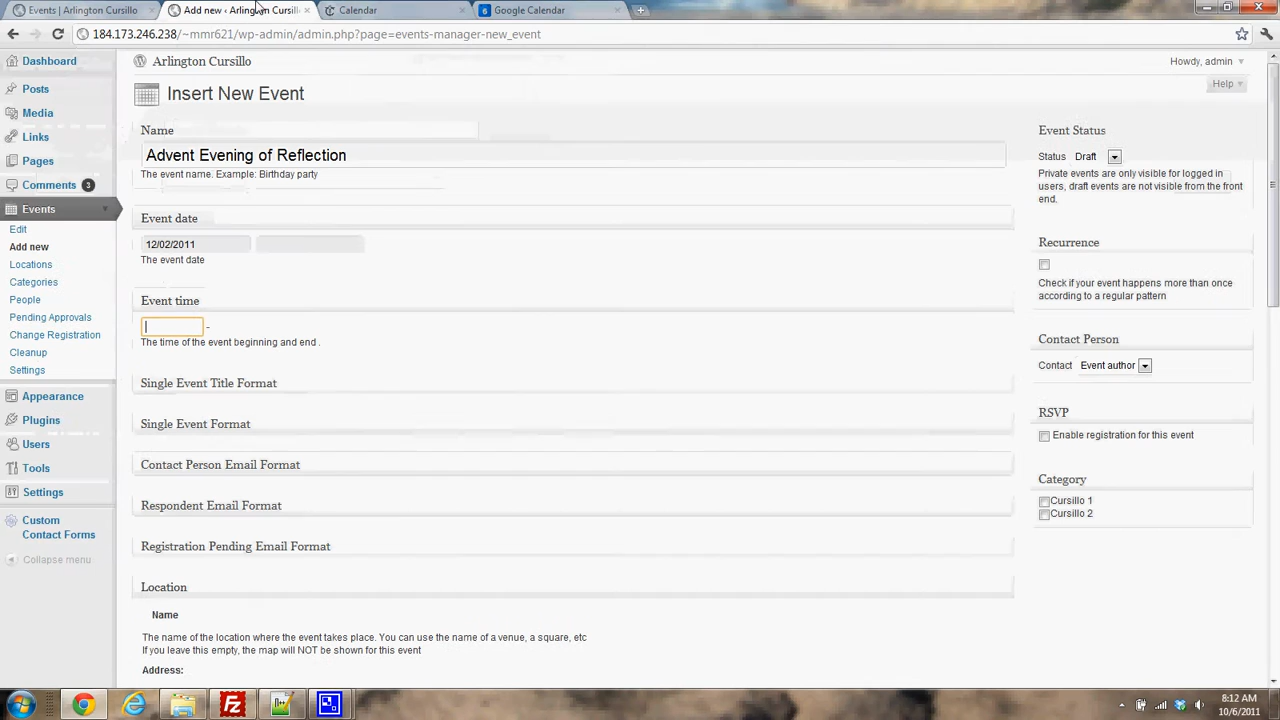 Events | Arlington Cursillo
Add new ‹ Arlington Cursill
Calendar
6 Google Calendar
184.173.246.238/~mmr621/wp-admin/admin.php?page=events-manager-new_event
Dashboard
Posts
Media
Links
Pages
Comments 3
Events
Edit
Add new
Locations
Categories
People
Pending Approvals
Change Registration
Cleanup
Settings
Appearance
Plugins
Users
Tools
Settings
Custom
Contact Forms
Collapse menu
Arlington Cursillo
Howdy, admin
Help
Insert New Event
Name
Advent Evening of Reflection
The event name. Example: Birthday party
Event date
12/02/2011
The event date
Event time
-
The time of the event beginning and end .
Single Event Title Format
Single Event Format
Contact Person Email Format
Respondent Email Format
Registration Pending Email Format
Location
Name
The name of the location where the event takes place. You can use the name of a venue, a square, etc
If you leave this empty, the map will NOT be shown for this event
Address:
Event Status
Status Draft
Private events are only visible for logged in
users, draft events are not visible from the front
end.
Recurrence
Check if your event happens more than once
according to a regular pattern
Contact Person
Contact Event author
RSVP
Enable registration for this event
Category
Cursillo 1
Cursillo 2
8:12 AM
10/6/2011